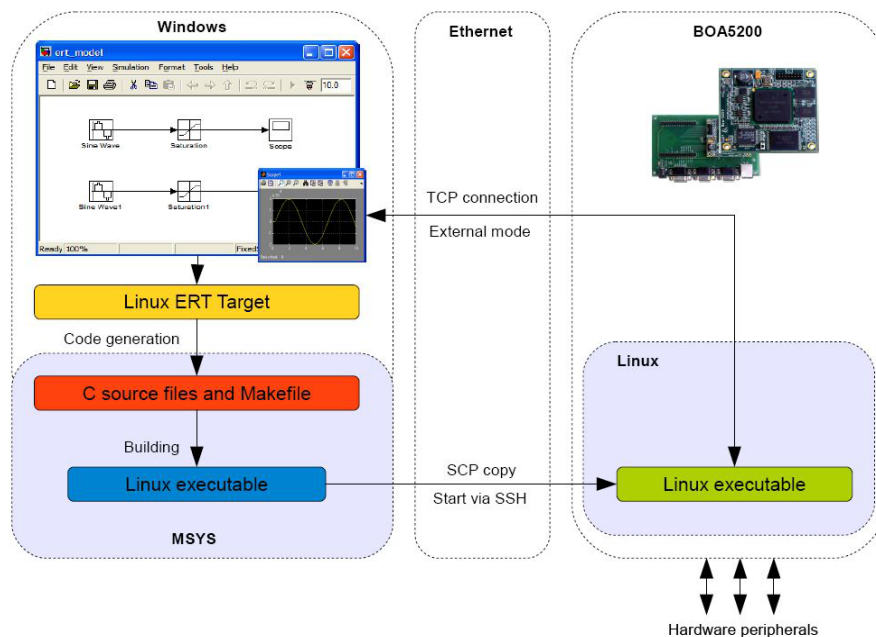 Windows
Ethernet
BOA5200
ert_model
File Edit View Simulation Format Tools Help
10.0
Sine Wave
Saturation
Scope
Sine Wave1
Saturation1
Ready
100%
TCP connection
External mode
Linux ERT Target
Code generation
C source files and Makefile
Building
Linux executable
MSYS
SCP copy
Start via SSH
Linux
Linux executable
Hardware peripherals